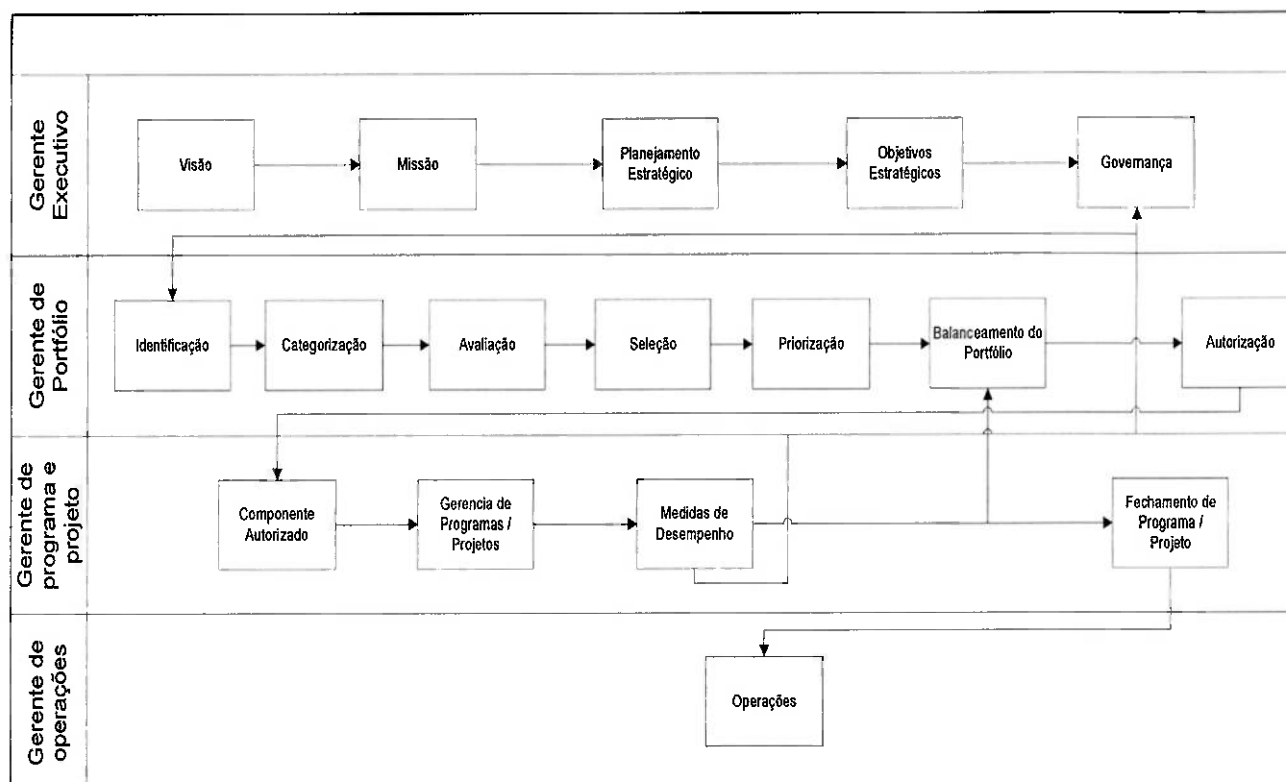 Gerente
Executivo
Visão
Missão
Planejamento
Estratégico
Objetivos
Estratégicos
Governança
Gerente de
Portfólio
Identificação
Categorização
Avaliação
Seleção
Priorização
Balanceamento do
Portfólio
Autorização
Gerente de
programa e
projeto
Componente
Autorizado
Gerencia de
Programas /
Projetos
Medidas de
Desempenho
Fechamento de
Programa /
Projeto
Gerente de
operações
Operações